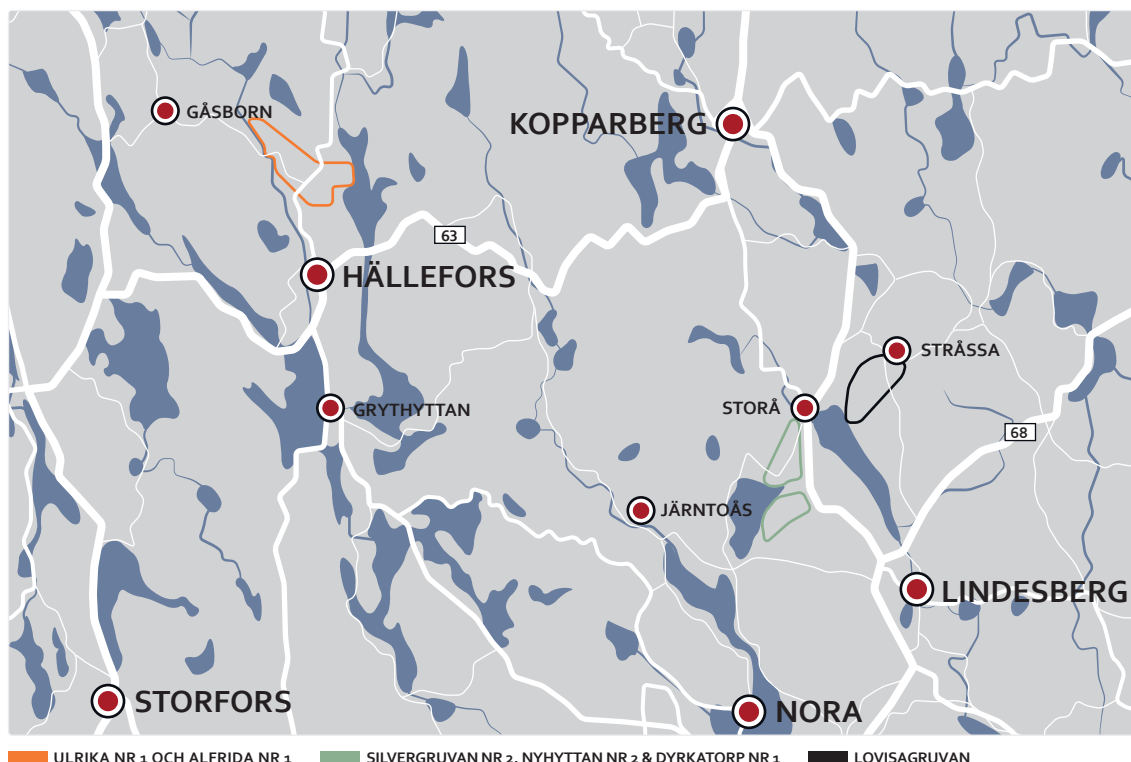 GÅSBORN
KOPPARBERG
63
HÄLLEFORS
STRÅSSA
GRYTHYTTAN
STORÅ
68
JÄRNTOÅS
LINDESBERG
STORFORS
NORA
ULRIKA NR 1 OCH ALFRIDA NR 1
SILVERGRUVAN NR 2, NYHYTTAN NR 2 & DYRKATORP NR 1
LOVISAGRUVAN